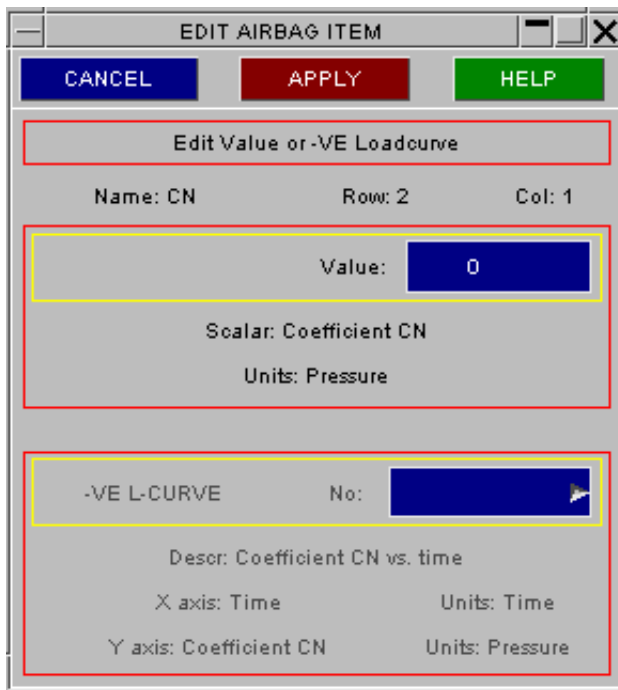 EDIT AIRBAG ITEM
CANCEL APPLY HELP
Edit Value or -VE Loadcurve
Name: CN Row: 2 Col: 1
Value: 0
Scalar: Coefficient CN
Units: Pressure
-VE L-CURVE No:
Descr: Coefficient CN vs. time
X axis: Time Units: Time
Y axis: Coefficient CN Units: Pressure